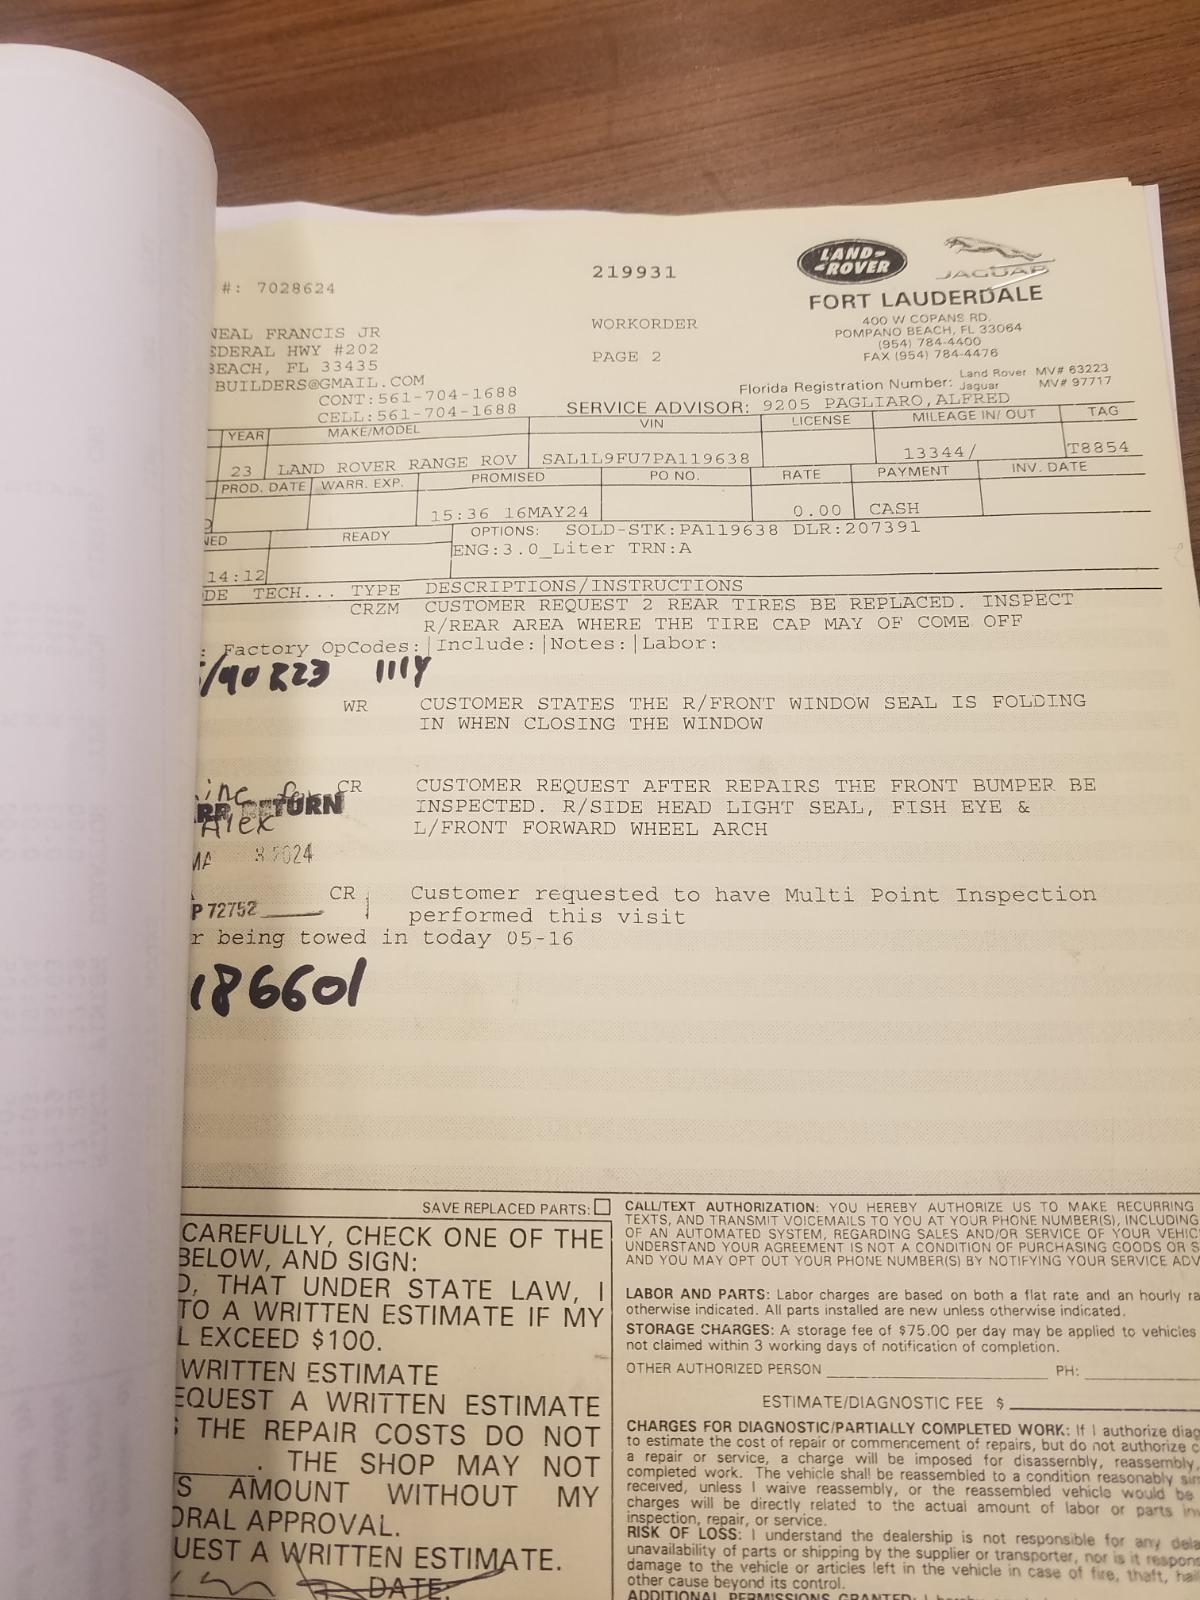 LAND-
-ROVER
JAGUAR
#: 7028624
219931
FORT LAUDERDALE
400 W COPANS RD.
POMPANO BEACH, FL 33064
(954) 784-4400
FAX (954) 784-4476
NEAL FRANCIS JR
EDERAL HWY #202
BEACH, FL 33435
BUILDERS@GMAIL.COM
CONT:561-704-1688
CELL:561-704-1688
WORKORDER
PAGE 2
Florida Registration Number: Land Rover MV# 63223
Jaguar MV# 97717
SERVICE ADVISOR: 9205 PAGLIARO,ALFRED
YEAR MAKE/MODEL VIN LICENSE MILEAGE IN/OUT TAG
23 LAND ROVER RANGE ROV SAL1L9FU7PA119638 13344/ T8854
PROD. DATE WARR. EXP. PROMISED PO NO. RATE PAYMENT INV. DATE
15:36 16MAY24 0.00 CASH
NED READY OPTIONS: SOLD-STK:PA119638 DLR:207391
ENG:3.0_Liter TRN:A
14:12
DE TECH... TYPE DESCRIPTIONS/INSTRUCTIONS
CRZM CUSTOMER REQUEST 2 REAR TIRES BE REPLACED. INSPECT
R/REAR AREA WHERE THE TIRE CAP MAY OF COME OFF
: Factory OpCodes:|Include:|Notes:|Labor:
/40R23 111Y
WR CUSTOMER STATES THE R/FRONT WINDOW SEAL IS FOLDING
IN WHEN CLOSING THE WINDOW
CR CUSTOMER REQUEST AFTER REPAIRS THE FRONT BUMPER BE
RETURN INSPECTED. R/SIDE HEAD LIGHT SEAL, FISH EYE &
Alex L/FRONT FORWARD WHEEL ARCH
MA 2024
CR Customer requested to have Multi Point Inspection
P 72752 performed this visit
r being towed in today 05-16
186601
SAVE REPLACED PARTS:
CAREFULLY, CHECK ONE OF THE
BELOW, AND SIGN:
D, THAT UNDER STATE LAW, I
TO A WRITTEN ESTIMATE IF MY
L EXCEED $100.
WRITTEN ESTIMATE
EQUEST A WRITTEN ESTIMATE
S THE REPAIR COSTS DO NOT
. THE SHOP MAY NOT
S AMOUNT WITHOUT MY
ORAL APPROVAL.
UEST A WRITTEN ESTIMATE.
DATE:
CALL/TEXT AUTHORIZATION: YOU HEREBY AUTHORIZE US TO MAKE RECURRING
TEXTS, AND TRANSMIT VOICEMAILS TO YOU AT YOUR PHONE NUMBER(S), INCLUDING
OF AN AUTOMATED SYSTEM, REGARDING SALES AND/OR SERVICE OF YOUR VEHIC
UNDERSTAND YOUR AGREEMENT IS NOT A CONDITION OF PURCHASING GOODS OR S
AND YOU MAY OPT OUT YOUR PHONE NUMBER(S) BY NOTIFYING YOUR SERVICE ADV
LABOR AND PARTS: Labor charges are based on both a flat rate and an hourly ra
otherwise indicated. All parts installed are new unless otherwise indicated.
STORAGE CHARGES: A storage fee of $75.00 per day may be applied to vehicles
not claimed within 3 working days of notification of completion.
OTHER AUTHORIZED PERSON PH:
ESTIMATE/DIAGNOSTIC FEE $
CHARGES FOR DIAGNOSTIC/PARTIALLY COMPLETED WORK: If I authorize diag
to estimate the cost of repair or commencement of repairs, but do not authorize c
a repair or service, a charge will be imposed for disassembly, reassembly,
completed work. The vehicle shall be reassembled to a condition reasonably sim
received, unless I waive reassembly, or the reassembled vehicle would be
charges will be directly related to the actual amount of labor or parts inv
inspection, repair, or service.
RISK OF LOSS: I understand the dealership is not responsible for any dela
unavailability of parts or shipping by the supplier or transporter, nor is it respons
damage to the vehicle or articles left in the vehicle in case of fire, theft, hail
other cause beyond its control.
ADDITIONAL PERMISSIONS GRANTED: I